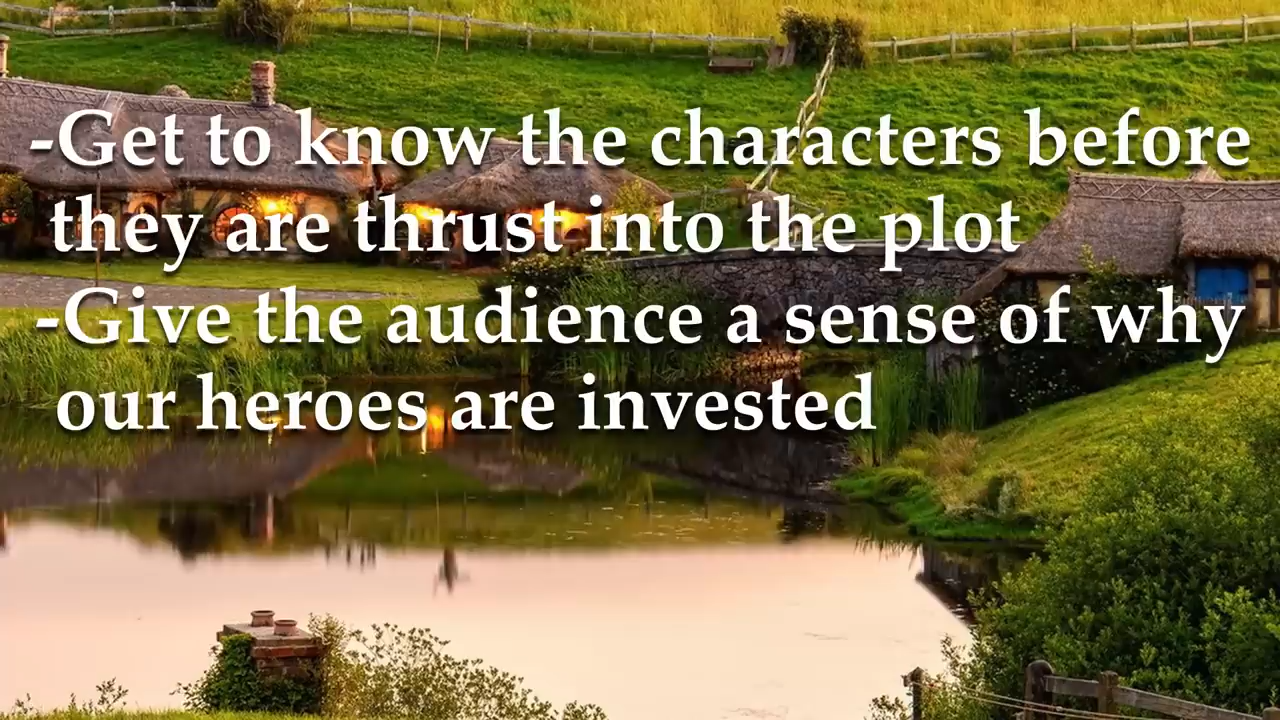 -Get to know the characters before
they are thrust into the plot
-Give the audience a sense of why
our heroes are invested